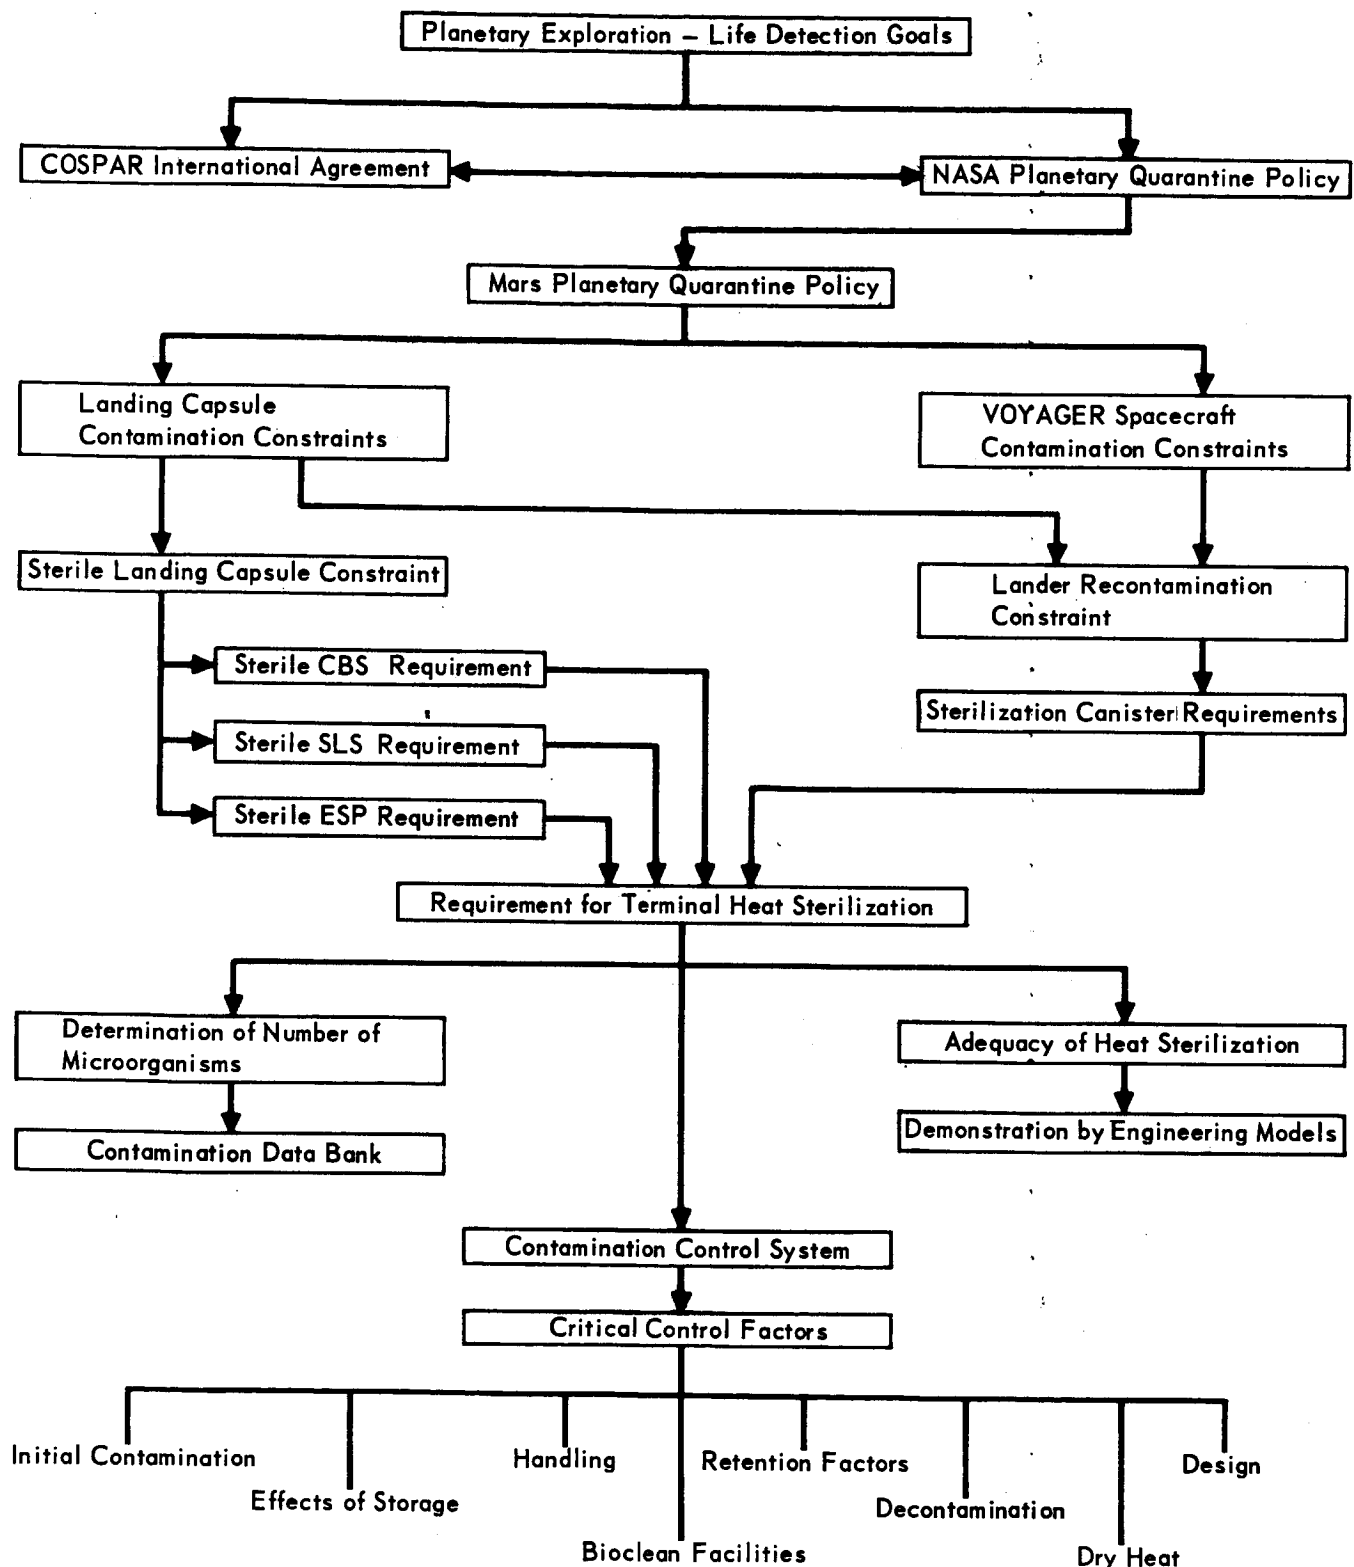 Planetary Exploration – Life Detection Goals
COSPAR International Agreement
NASA Planetary Quarantine Policy
Mars Planetary Quarantine Policy
Landing Capsule
Contamination Constraints
VOYAGER Spacecraft
Contamination Constraints
Sterile Landing Capsule Constraint
Lander Recontamination
Constraint
Sterile CBS Requirement
Sterilization Canister Requirements
Sterile SLS Requirement
Sterile ESP Requirement
Requirement for Terminal Heat Sterilization
Determination of Number of
Microorganisms
Adequacy of Heat Sterilization
Contamination Data Bank
Demonstration by Engineering Models
Contamination Control System
Critical Control Factors
Initial Contamination
Effects of Storage
Handling
Bioclean Facilities
Retention Factors
Decontamination
Dry Heat
Design